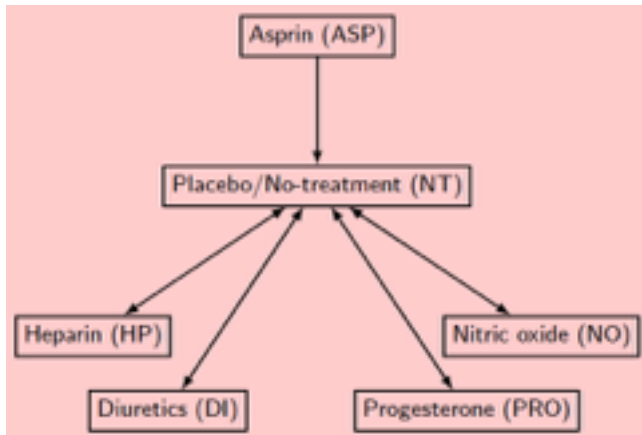 Asprin (ASP)
Placebo/No-treatment (NT)
Heparin (HP)
Nitric oxide (NO)
Diuretics (DI)
Progesterone (PRO)